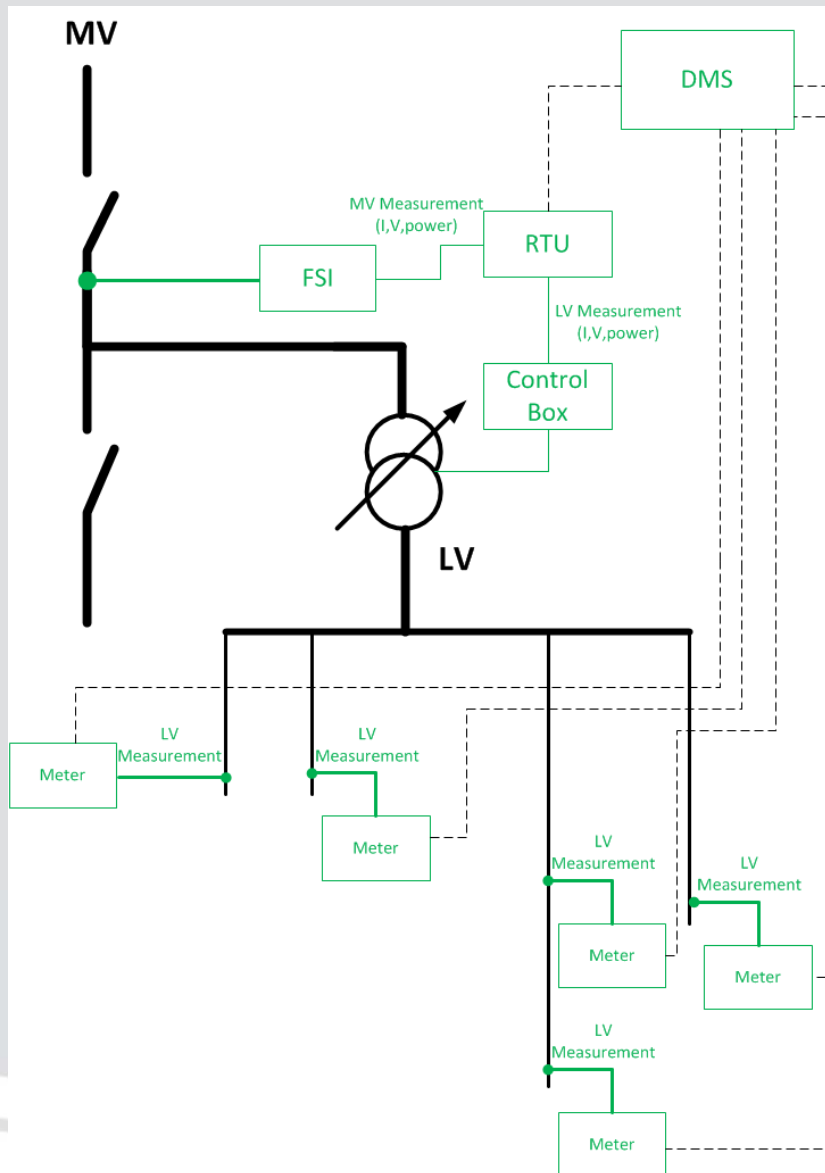 MV
DMS
MV Measurement
(I,V,power)
RTU
FSI
LV Measurement
(I,V,power)
Control
Box
LV
LV
Measurement
Meter
LV
Measurement
Meter
LV
Measurement
Meter
LV
Measurement
Meter
LV
Measurement
Meter